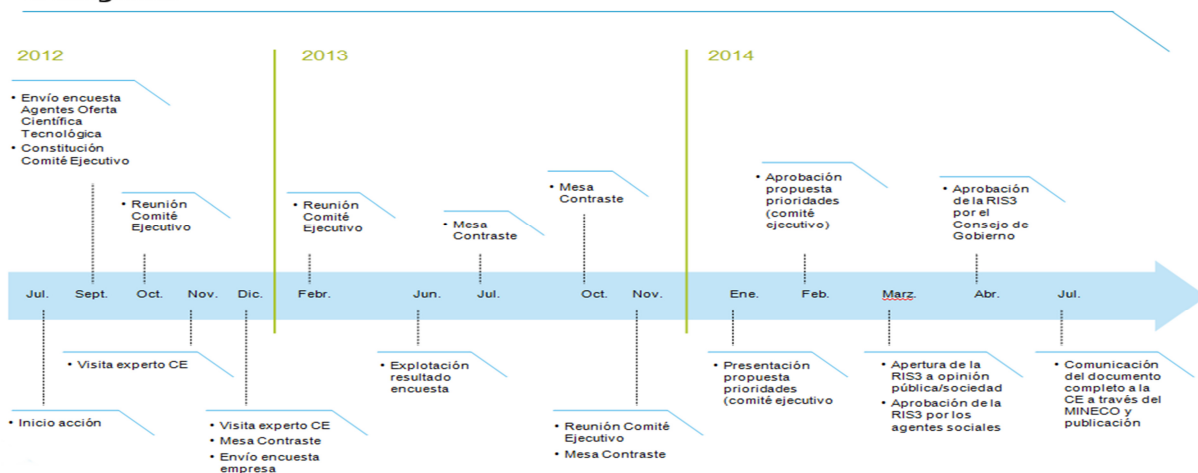 2012
2013
2014
• Envío encuesta
Agentes Oferta
Científica
Tecnológica
• Constitución
Comité Ejecutivo
• Reunión
Comité
Ejecutivo
• Reunión
Comité
Ejecutivo
• Mesa
Contraste
• Mesa
Contraste
• Aprobación
propuesta
prioridades
(comité
ejecutivo)
• Aprobación
de la RIS3
por el
Consejo de
Gobierno
Jul. Sept. Oct. Nov. Dic. Febr. Jun. Jul. Oct. Nov. Ene. Feb. Marz. Abr. Jul.
• Visita experto CE
• Inicio acción
• Visita experto CE
• Mesa Contraste
• Envío encuesta
empresa
• Explotación
resultado
encuesta
• Reunión Comité
Ejecutivo
• Mesa Contraste
• Presentación
propuesta
prioridades
(comité ejecutivo
• Apertura de la
RIS3 a opinión
pública/sociedad
• Aprobación de la
RIS3 por los
agentes sociales
• Comunicación
del documento
completo a la
CE a través del
MINECO y
publicación